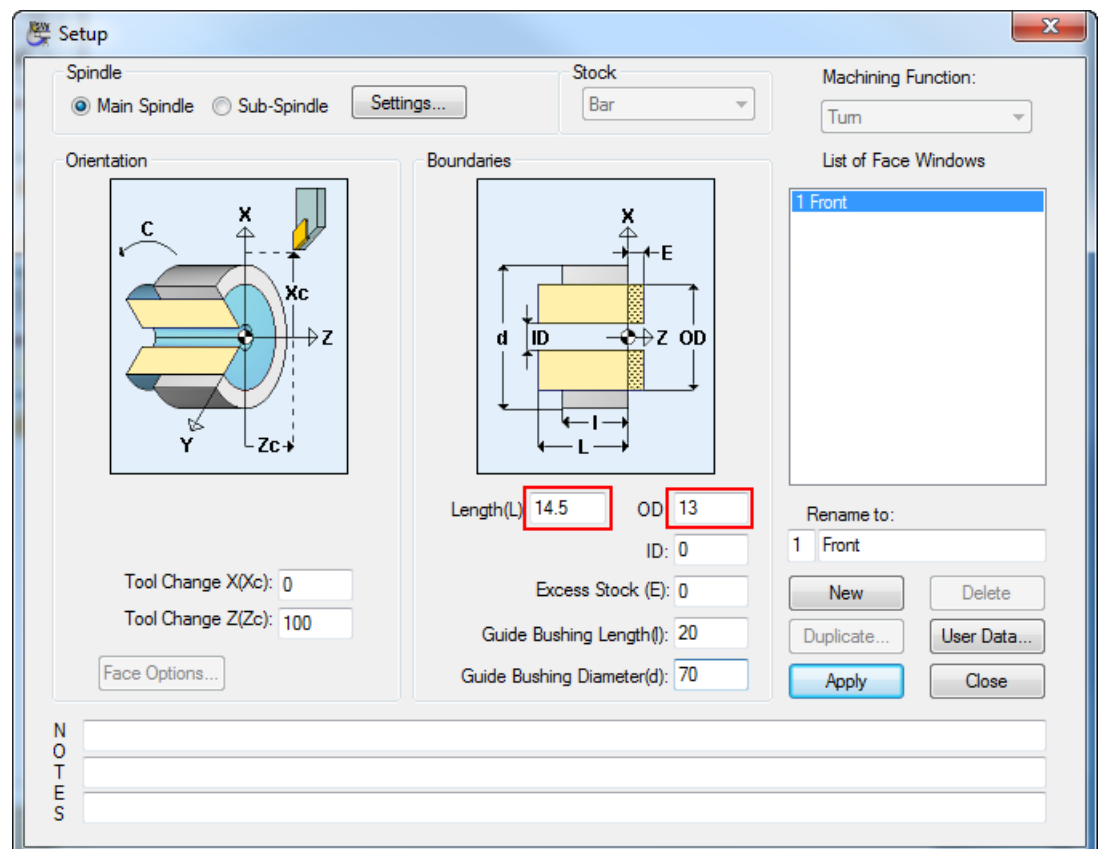 Setup
X
Spindle
Main Spindle Sub-Spindle Settings...
Stock
Bar
Machining Function:
Turn
Orientation
C X
Xc
Z
Y Zc
Boundaries
X
E
d ID Z OD
l
L
List of Face Windows
1 Front
Length(L) 14.5 OD 13
ID: 0
Excess Stock (E): 0
Guide Bushing Length(l): 20
Guide Bushing Diameter(d): 70
Tool Change X(Xc): 0
Tool Change Z(Zc): 100
Face Options...
Rename to:
1 Front
New Delete
Duplicate... User Data...
Apply Close
NOTES